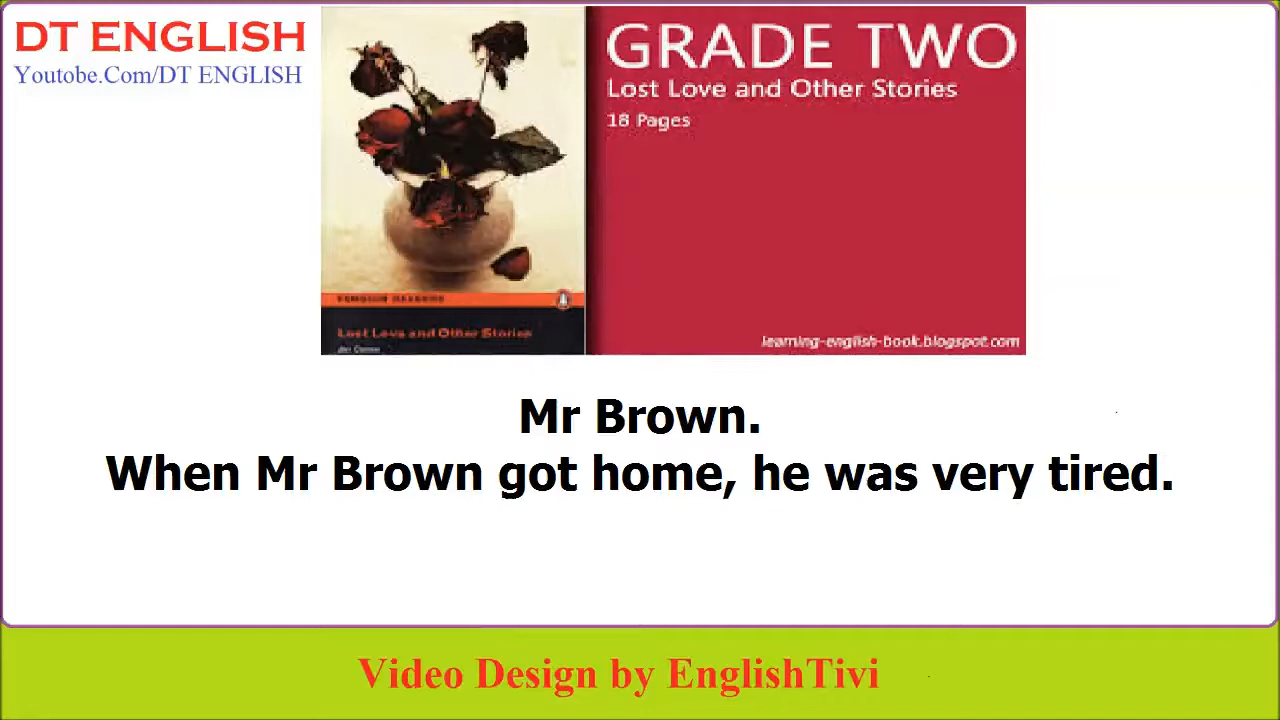 DT ENGLISH
Youtobe.Com/DT ENGLISH
GRADE TWO
Lost Love and Other Stories
18 Pages
PENGUIN READERS
Lost Love and Other Stories
learning-english-book.blogspot.com
Mr Brown.
When Mr Brown got home, he was very tired.
Video Design by EnglishTivi